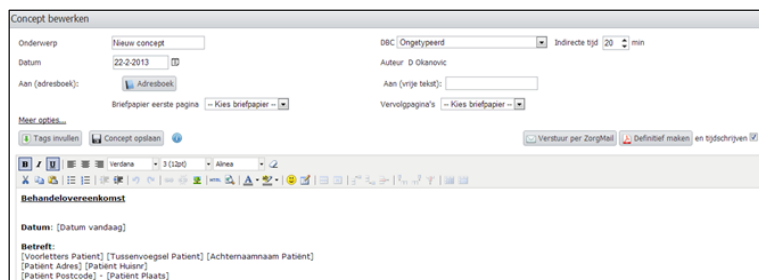 Concept bewerken
Onderwerp Nieuw concept DBC Ongetypeerd Indirecte tijd 20 min
Datum 22-2-2013 Auteur D Okanovic
Aan (adresboek): Adresboek Aan (vrije tekst):
Briefpapier eerste pagina -- Kies briefpapier -- Vervolgpagina's -- Kies briefpapier --
Meer opties...
Tags invullen Concept opslaan Verstuur per ZorgMail Definitief maken en tijdschrijven
B I U Verdana 3 (12pt) Alinea
Behandelovereenkomst
Datum: [Datum vandaag]
Betreft:
[Voorletters Patient] [Tussenvoegsel Patient] [Achternaamnaam Patiënt]
[Patiënt Adres] [Patiënt Huisnr]
[Patiënt Postcode] - [Patiënt Plaats]